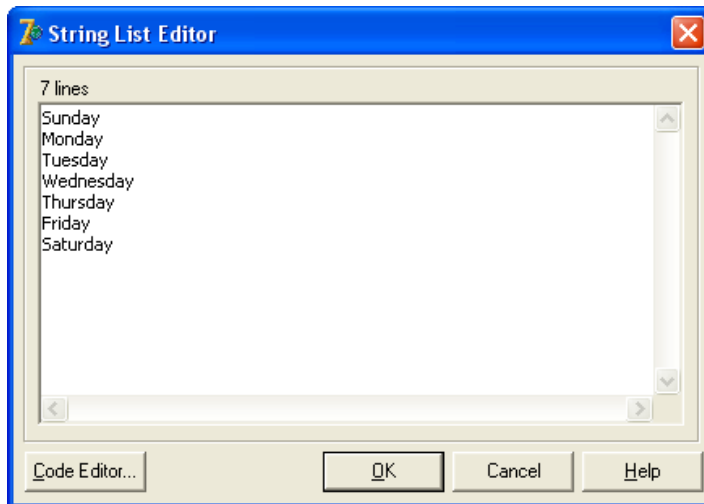 String List Editor
7 lines
Sunday
Monday
Tuesday
Wednesday
Thursday
Friday
Saturday
Code Editor... OK Cancel Help